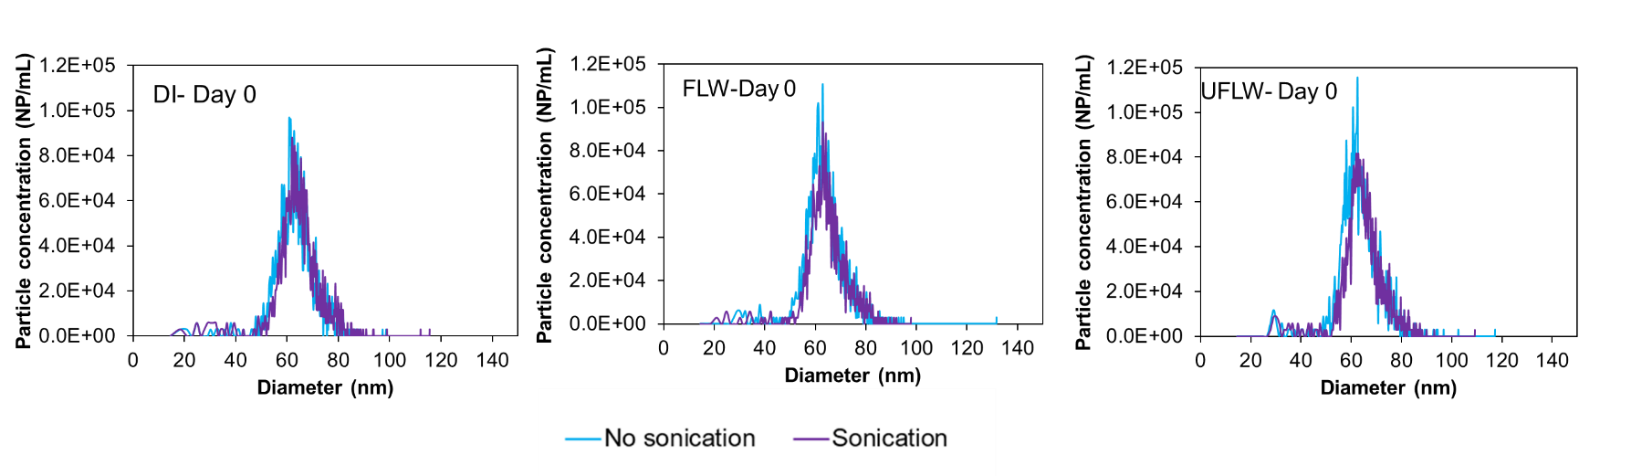 Particle concentration (NP/mL)
1.2E+05
1.0E+05
8.0E+04
6.0E+04
4.0E+04
2.0E+04
0.0E+00
DI- Day 0
0 20 40 60 80 100 120 140
Diameter (nm)
Particle concentration (NP/mL)
1.2E+05
1.0E+05
8.0E+04
6.0E+04
4.0E+04
2.0E+04
0.0E+00
FLW-Day 0
0 20 40 60 80 100 120 140
Diameter (nm)
Particle concentration (NP/mL)
1.2E+05
1.0E+05
8.0E+04
6.0E+04
4.0E+04
2.0E+04
0.0E+00
UFLW- Day 0
0 20 40 60 80 100 120 140
Diameter (nm)
No sonication Sonication